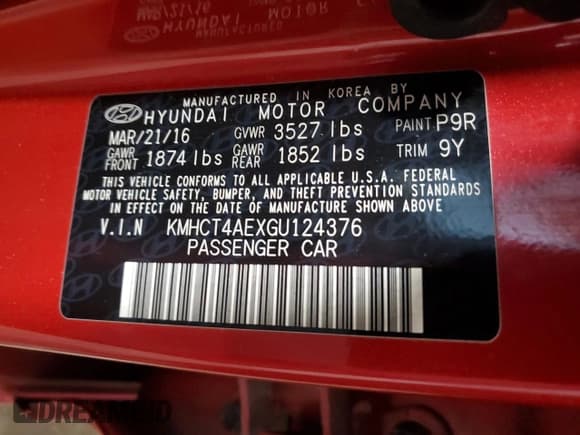 MANUFACTURED IN KOREA BY
HYUNDAI MOTOR COMPANY
MAR/21/16 GVWR 3527 lbs PAINT P9R
GAWR FRONT 1874 lbs GAWR REAR 1852 lbs TRIM 9Y
THIS VEHICLE CONFORMS TO ALL APPLICABLE U.S.A. FEDERAL
MOTOR VEHICLE SAFETY, BUMPER, AND THEFT PREVENTION STANDARDS
IN EFFECT ON THE DATE OF MANUFACTURE SHOWN ABOVE.
V.I.N KMHCT4AEXGU124376
PASSENGER CAR